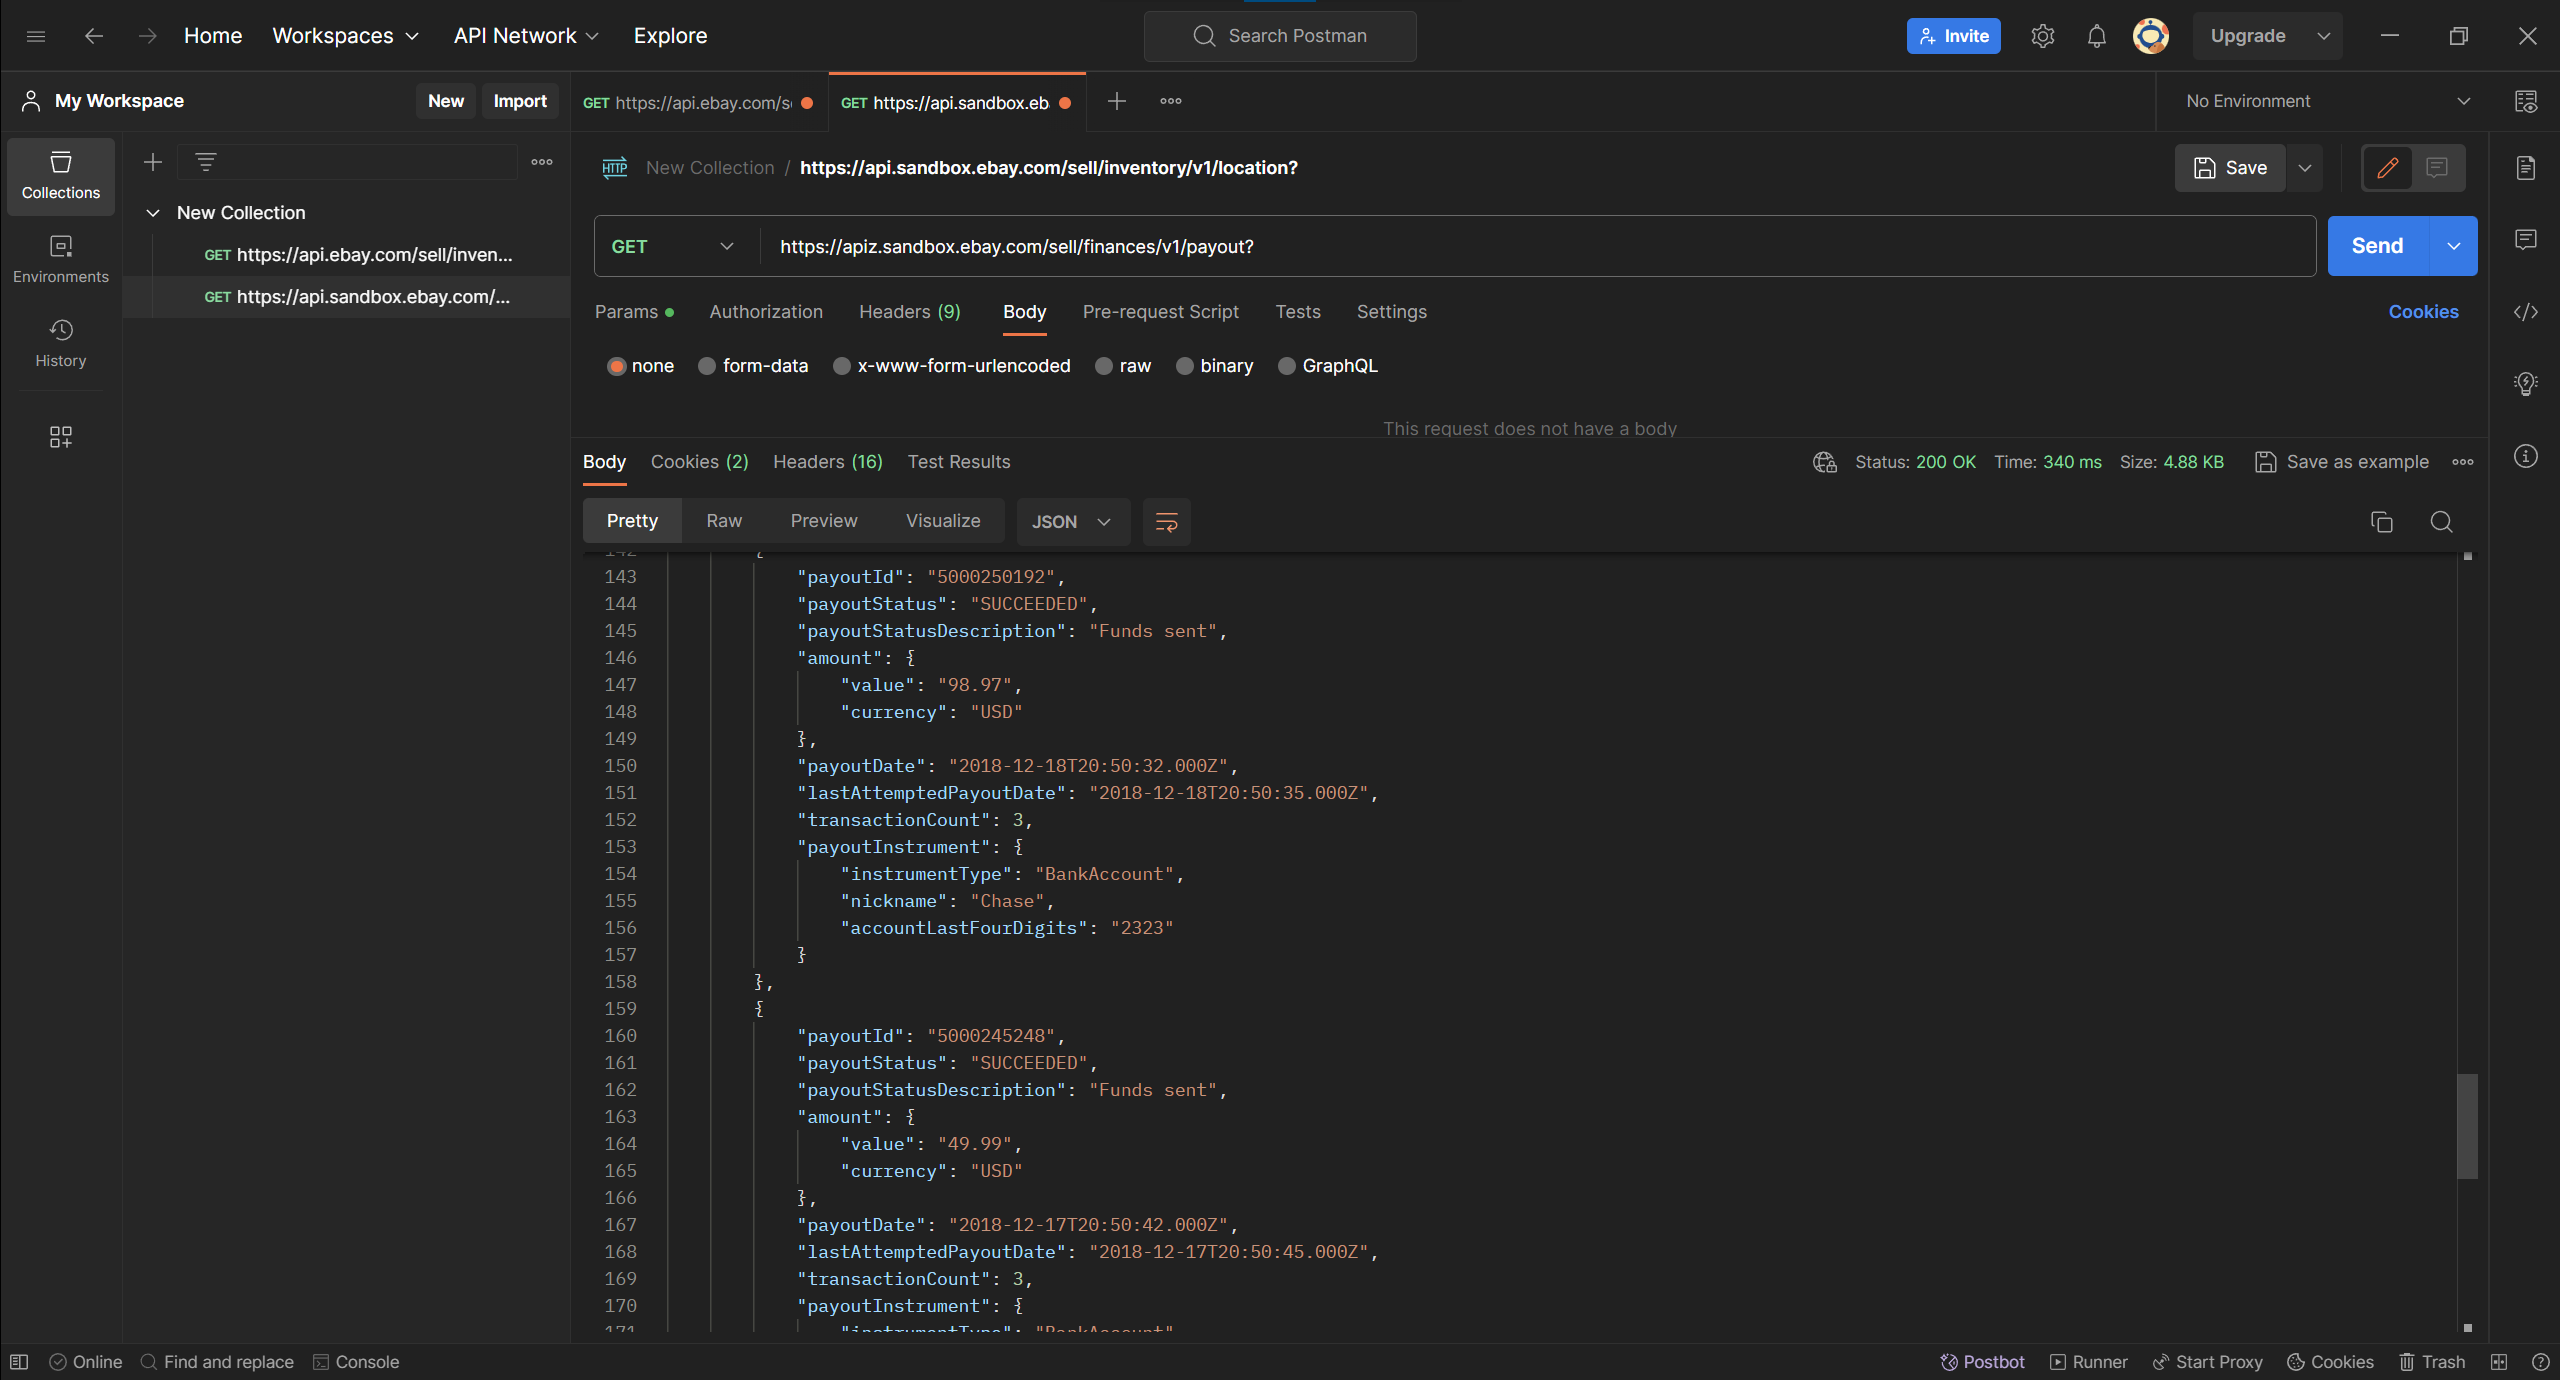 Home Workspaces API Network Explore Search Postman Invite Upgrade
My Workspace New Import GET https://api.ebay.com/s GET https://api.sandbox.eb No Environment
Collections
Environments
History
New Collection
GET https://api.ebay.com/sell/inven...
GET https://api.sandbox.ebay.com/...
HTTP New Collection / https://api.sandbox.ebay.com/sell/inventory/v1/location? Save
GET https://apiz.sandbox.ebay.com/sell/finances/v1/payout? Send
Params Authorization Headers (9) Body Pre-request Script Tests Settings Cookies
none form-data x-www-form-urlencoded raw binary GraphQL
This request does not have a body
Body Cookies (2) Headers (16) Test Results Status: 200 OK Time: 340 ms Size: 4.88 KB Save as example
Pretty Raw Preview Visualize JSON
142 {
143 "payoutId": "5000250192",
144 "payoutStatus": "SUCCEEDED",
145 "payoutStatusDescription": "Funds sent",
146 "amount": {
147 "value": "98.97",
148 "currency": "USD"
149 },
150 "payoutDate": "2018-12-18T20:50:32.000Z",
151 "lastAttemptedPayoutDate": "2018-12-18T20:50:35.000Z",
152 "transactionCount": 3,
153 "payoutInstrument": {
154 "instrumentType": "BankAccount",
155 "nickname": "Chase",
156 "accountLastFourDigits": "2323"
157 }
158 },
159 {
160 "payoutId": "5000245248",
161 "payoutStatus": "SUCCEEDED",
162 "payoutStatusDescription": "Funds sent",
163 "amount": {
164 "value": "49.99",
165 "currency": "USD"
166 },
167 "payoutDate": "2018-12-17T20:50:42.000Z",
168 "lastAttemptedPayoutDate": "2018-12-17T20:50:45.000Z",
169 "transactionCount": 3,
170 "payoutInstrument": {
171 "instrumentType": "BankAccount"
Online Find and replace Console Postbot Runner Start Proxy Cookies Trash